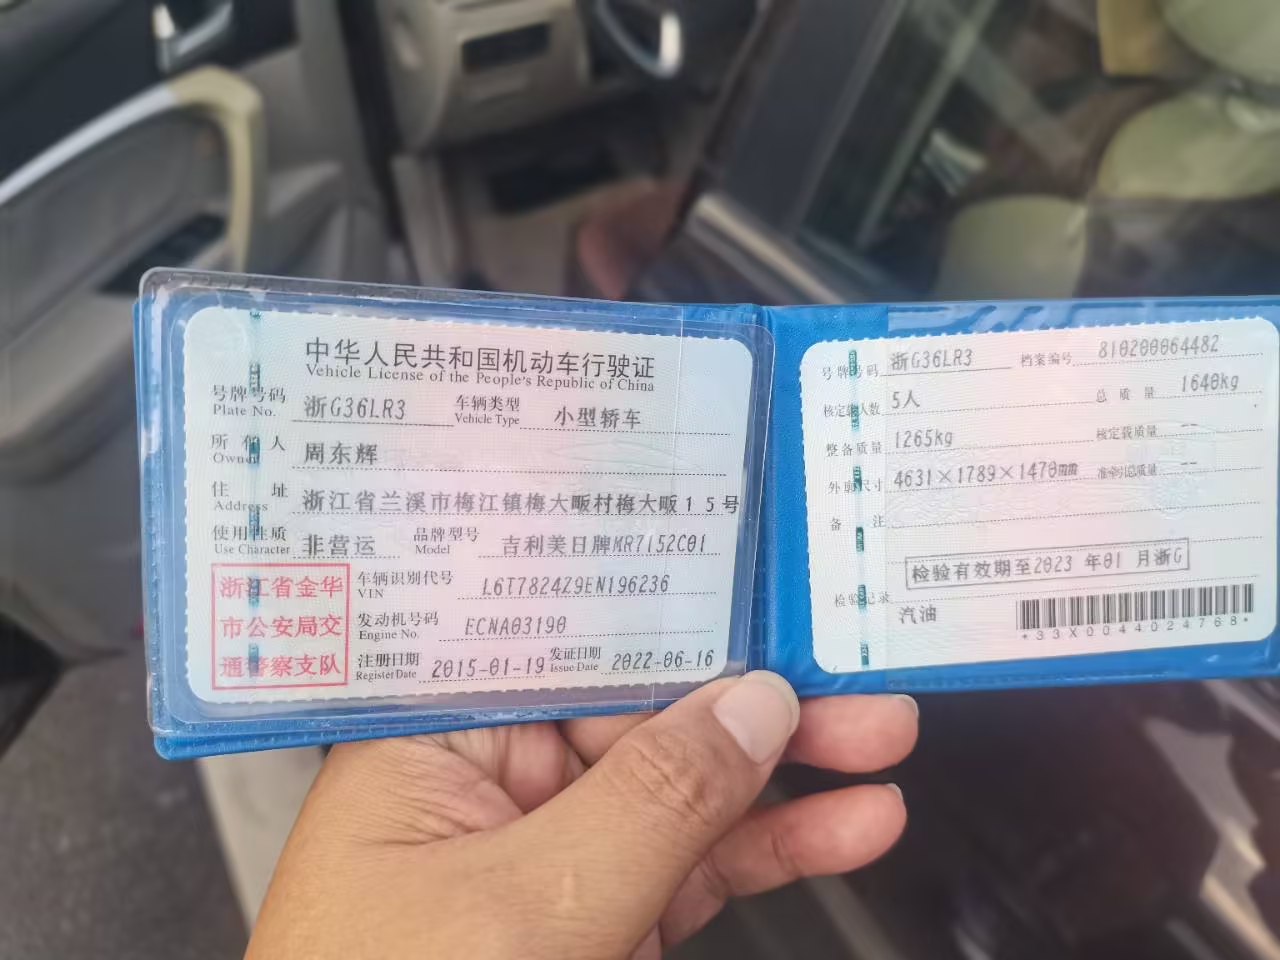 中华人民共和国机动车行驶证
Vehicle License of the People's Republic of China
号牌号码 浙G36LR3 车辆类型 小型轿车
Plate No. Vehicle Type
所有人 周东辉
Owner
住址 浙江省兰溪市梅江镇梅大畈村梅大畈15号
Address
使用性质 非营运 品牌型号 吉利美日牌MR7152C01
Use Character Model
浙江省金华
市公安局交
通警察支队
车辆识别代号 L6T7824Z9EN196236
VIN
发动机号码 ECNA03190
Engine No.
注册日期 2015-01-19 发证日期 2022-06-16
Register Date Issue Date
号牌号码 浙G36LR3 档案编号 810200064482
核定载人数 5人 总质量 1640kg
整备质量 1265kg 核定载质量 --
外廓尺寸 4631×1789×1470mm 准牵引总质量 --
备注
检验有效期至2023年01月浙G
检验记录
汽油
*33X0044024768*